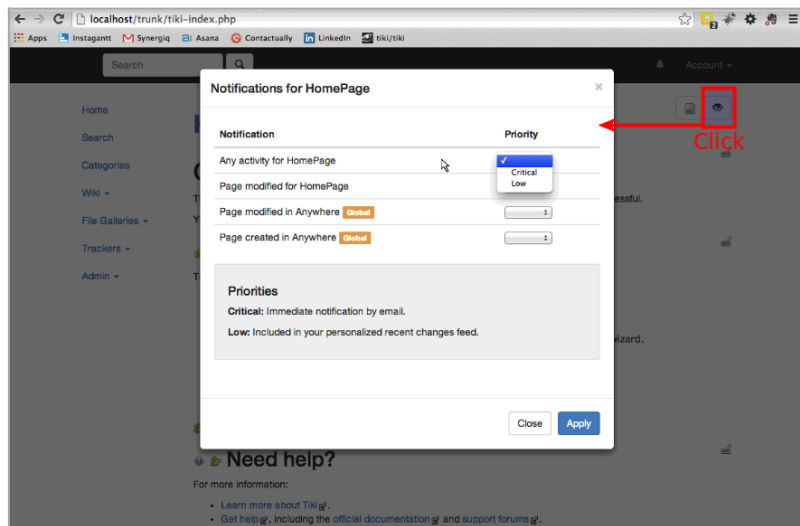 localhost/trunk/tiki-index.php
2
Apps Instagantt Synergiq Asana Contactually LinkedIn tiki/tiki
Search Account
Notifications for HomePage ×
Home
Search
Categories
Wiki
File Galleries
Trackers
Admin
Click
Notification Priority
Any activity for HomePage
Critical
Low
Page modified for HomePage
Page modified in Anywhere Global
Page created in Anywhere Global
essful.
Priorities
Critical: Immediate notification by email.
Low: Included in your personalized recent changes feed.
izard.
Close Apply
Need help?
For more information:
• Learn more about Tiki.
• Get help, including the official documentation and support forums.